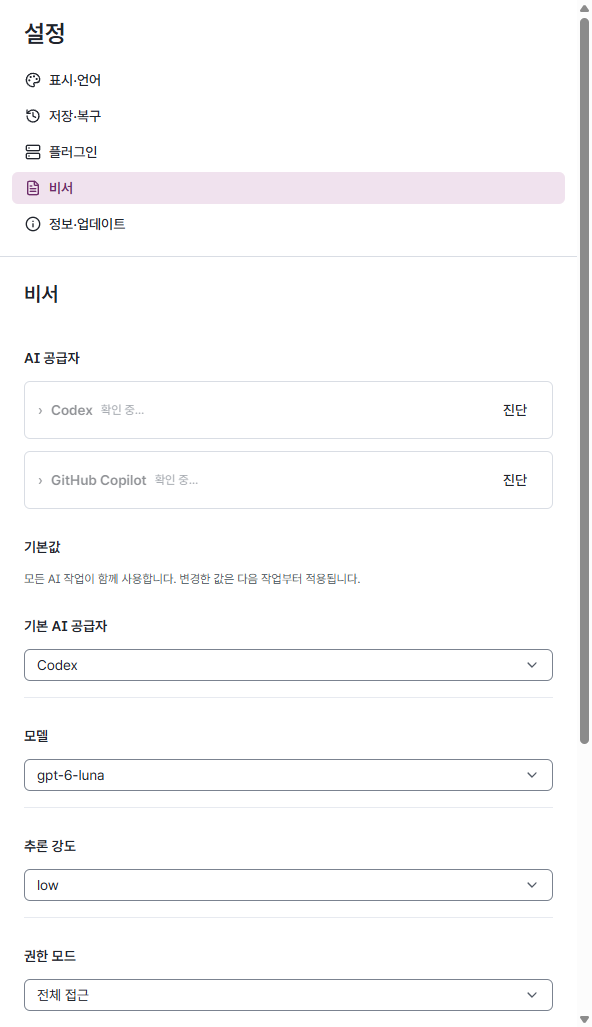 설정
표시·언어
저장·복구
플러그인
비서
정보·업데이트
비서
AI 공급자
› Codex 확인 중... 진단
› GitHub Copilot 확인 중... 진단
기본값
모든 AI 작업이 함께 사용합니다. 변경한 값은 다음 작업부터 적용됩니다.
기본 AI 공급자
Codex
모델
gpt-6-luna
추론 강도
low
권한 모드
전체 접근